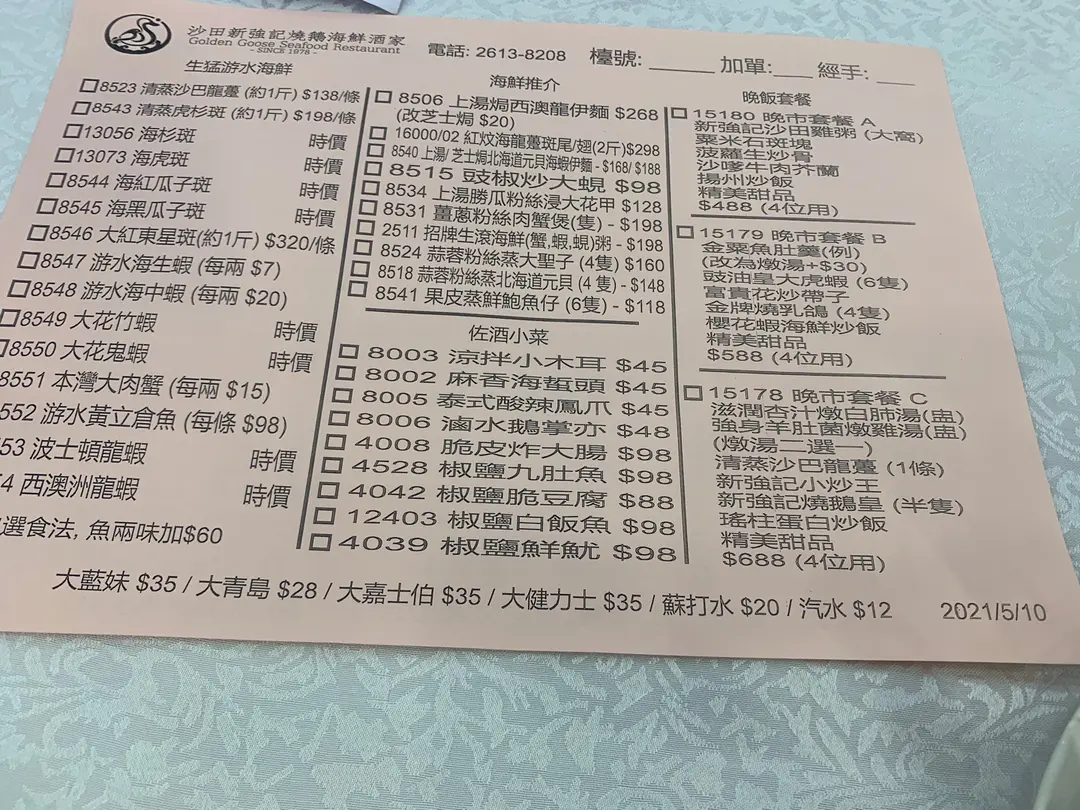 沙田新強記燒鵝海鮮酒家
Golden Goose Seafood Restaurant
- SINCE 1978 -
電話: 2613-8208 檯號: ______ 加單:___ 經手: ___
生猛游水海鮮
□8523 清蒸沙巴龍躉 (約1斤) $138/條
□8543 清蒸虎杉斑 (約1斤) $198/條
□13056 海杉斑 時價
□13073 海虎斑 時價
□8544 海紅瓜子斑 時價
□8545 海黑瓜子斑 時價
□8546 大紅東星斑(約1斤) $320/條
□8547 游水海生蝦 (每兩 $7)
□8548 游水海中蝦 (每兩 $20)
□8549 大花竹蝦 時價
□8550 大花鬼蝦 時價
8551 本灣大肉蟹 (每兩 $15)
552 游水黃立倉魚 (每條 $98)
53 波士頓龍蝦 時價
4 西澳洲龍蝦 時價
選食法, 魚兩味加$60
海鮮推介
□ 8506 上湯焗西澳龍伊麵 $268
(改芝士焗 $20)
□ 16000/02 紅炆海龍躉斑尾/翅(2斤)$298
□ 8540 上湯/ 芝士焗北海道元貝海蝦伊麵 - $168/ $188
□ 8515 豉椒炒大蜆 $98
□ 8534 上湯勝瓜粉絲浸大花甲 $128
□ 8531 薑蔥粉絲肉蟹煲(隻) - $198
□ 2511 招牌生滾海鮮(蟹,蝦,蜆)粥 - $198
□ 8524 蒜蓉粉絲蒸大聖子 (4隻) $160
□ 8518 蒜蓉粉絲蒸北海道元貝 (4 隻) - $148
□ 8541 果皮蒸鮮鮑魚仔 (6隻) - $118
佐酒小菜
□ 8003 涼拌小木耳 $45
□ 8002 麻香海蜇頭 $45
□ 8005 泰式酸辣鳳爪 $45
□ 8006 滷水鵝掌亦 $48
□ 4008 脆皮炸大腸 $98
□ 4528 椒鹽九肚魚 $98
□ 4042 椒鹽脆豆腐 $88
□ 12403 椒鹽白飯魚 $98
□ 4039 椒鹽鮮魷 $98
晚飯套餐
□ 15180 晚市套餐 A
新強記沙田雞粥 (大窩)
粟米石斑塊
菠蘿生炒骨
沙嗲牛肉芥蘭
揚州炒飯
精美甜品
$488 (4位用)
□ 15179 晚市套餐 B
金粟魚肚羹(例)
(改為燉湯+$30)
豉油皇大虎蝦 (6隻)
富貴花炒帶子
金牌燒乳鴿 (4隻)
櫻花蝦海鮮炒飯
精美甜品
$588 (4位用)
□ 15178 晚市套餐 C
滋潤杏汁燉白肺湯(盅)
強身羊肚菌燉雞湯(盅)
(燉湯二選一)
清蒸沙巴龍躉 (1條)
新強記小炒王
新強記燒鵝皇 (半隻)
瑤柱蛋白炒飯
精美甜品
$688 (4位用)
大藍妹 $35 / 大青島 $28 / 大嘉士伯 $35 / 大健力士 $35 / 蘇打水 $20 / 汽水 $12 2021/5/10